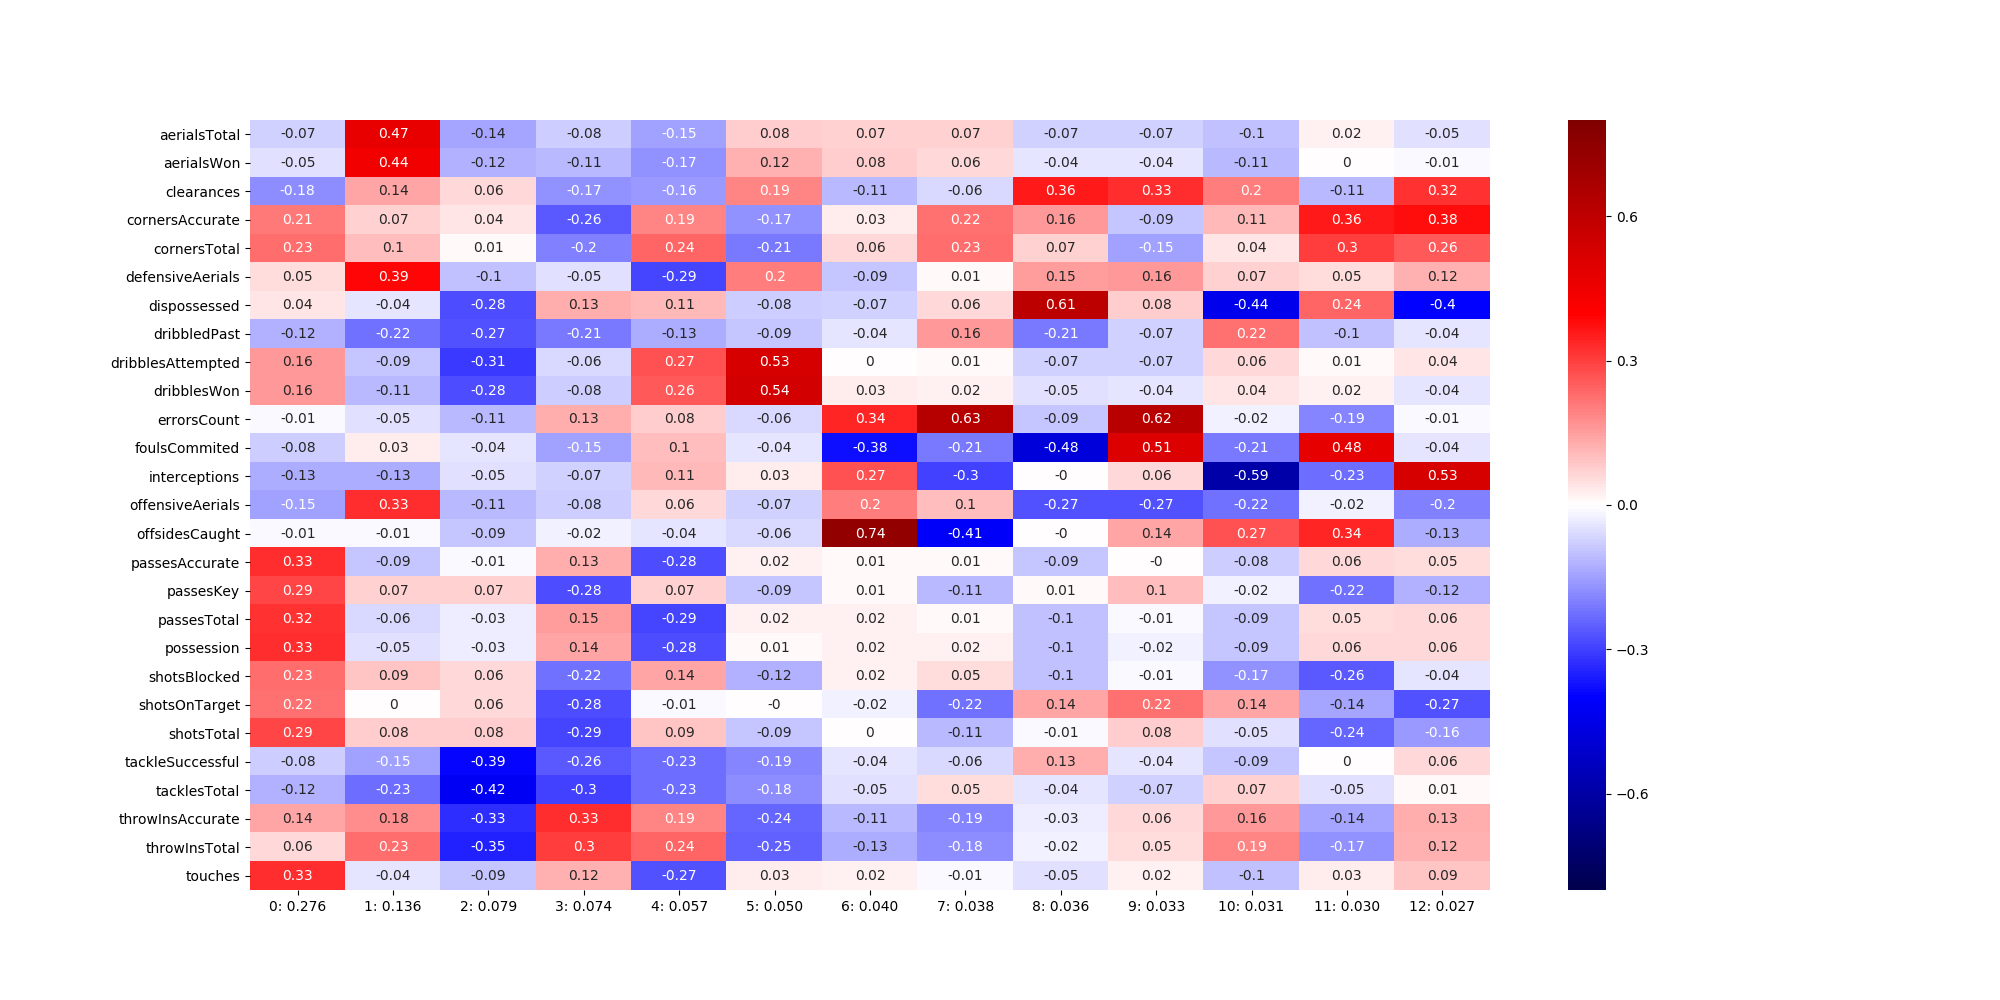 aerialsTotal -0.07 0.47 -0.14 -0.08 -0.15 0.08 0.07 0.07 -0.07 -0.07 -0.1 0.02 -0.05
aerialsWon -0.05 0.44 -0.12 -0.11 -0.17 0.12 0.08 0.06 -0.04 -0.04 -0.11 0 -0.01
clearances -0.18 0.14 0.06 -0.17 -0.16 0.19 -0.11 -0.06 0.36 0.33 0.2 -0.11 0.32
cornersAccurate 0.21 0.07 0.04 -0.26 0.19 -0.17 0.03 0.22 0.16 -0.09 0.11 0.36 0.38
0.6
cornersTotal 0.23 0.1 0.01 -0.2 0.24 -0.21 0.06 0.23 0.07 -0.15 0.04 0.3 0.26
defensiveAerials 0.05 0.39 -0.1 -0.05 -0.29 0.2 -0.09 0.01 0.15 0.16 0.07 0.05 0.12
dispossessed 0.04 -0.04 -0.28 0.13 0.11 -0.08 -0.07 0.06 0.61 0.08 -0.44 0.24 -0.4
dribbledPast -0.12 -0.22 -0.27 -0.21 -0.13 -0.09 -0.04 0.16 -0.21 -0.07 0.22 -0.1 -0.04
dribblesAttempted 0.16 -0.09 -0.31 -0.06 0.27 0.53 0 0.01 -0.07 -0.07 0.06 0.01 0.04
0.3
dribblesWon 0.16 -0.11 -0.28 -0.08 0.26 0.54 0.03 0.02 -0.05 -0.04 0.04 0.02 -0.04
errorsCount -0.01 -0.05 -0.11 0.13 0.08 -0.06 0.34 0.63 -0.09 0.62 -0.02 -0.19 -0.01
foulsCommited -0.08 0.03 -0.04 -0.15 0.1 -0.04 -0.38 -0.21 -0.48 0.51 -0.21 0.48 -0.04
interceptions -0.13 -0.13 -0.05 -0.07 0.11 0.03 0.27 -0.3 -0 0.06 -0.59 -0.23 0.53
offensiveAerials -0.15 0.33 -0.11 -0.08 0.06 -0.07 0.2 0.1 -0.27 -0.27 -0.22 -0.02 -0.2
0.0
offsidesCaught -0.01 -0.01 -0.09 -0.02 -0.04 -0.06 0.74 -0.41 -0 0.14 0.27 0.34 -0.13
passesAccurate 0.33 -0.09 -0.01 0.13 -0.28 0.02 0.01 0.01 -0.09 -0 -0.08 0.06 0.05
passesKey 0.29 0.07 0.07 -0.28 0.07 -0.09 0.01 -0.11 0.01 0.1 -0.02 -0.22 -0.12
passesTotal 0.32 -0.06 -0.03 0.15 -0.29 0.02 0.02 0.01 -0.1 -0.01 -0.09 0.05 0.06
possession 0.33 -0.05 -0.03 0.14 -0.28 0.01 0.02 0.02 -0.1 -0.02 -0.09 0.06 0.06
−0.3
shotsBlocked 0.23 0.09 0.06 -0.22 0.14 -0.12 0.02 0.05 -0.1 -0.01 -0.17 -0.26 -0.04
shotsOnTarget 0.22 0 0.06 -0.28 -0.01 -0 -0.02 -0.22 0.14 0.22 0.14 -0.14 -0.27
shotsTotal 0.29 0.08 0.08 -0.29 0.09 -0.09 0 -0.11 -0.01 0.08 -0.05 -0.24 -0.16
tackleSuccessful -0.08 -0.15 -0.39 -0.26 -0.23 -0.19 -0.04 -0.06 0.13 -0.04 -0.09 0 0.06
tacklesTotal -0.12 -0.23 -0.42 -0.3 -0.23 -0.18 -0.05 0.05 -0.04 -0.07 0.07 -0.05 0.01
−0.6
throwInsAccurate 0.14 0.18 -0.33 0.33 0.19 -0.24 -0.11 -0.19 -0.03 0.06 0.16 -0.14 0.13
throwInsTotal 0.06 0.23 -0.35 0.3 0.24 -0.25 -0.13 -0.18 -0.02 0.05 0.19 -0.17 0.12
touches 0.33 -0.04 -0.09 0.12 -0.27 0.03 0.02 -0.01 -0.05 0.02 -0.1 0.03 0.09
0: 0.276 1: 0.136 2: 0.079 3: 0.074 4: 0.057 5: 0.050 6: 0.040 7: 0.038 8: 0.036 9: 0.033 10: 0.031 11: 0.030 12: 0.027